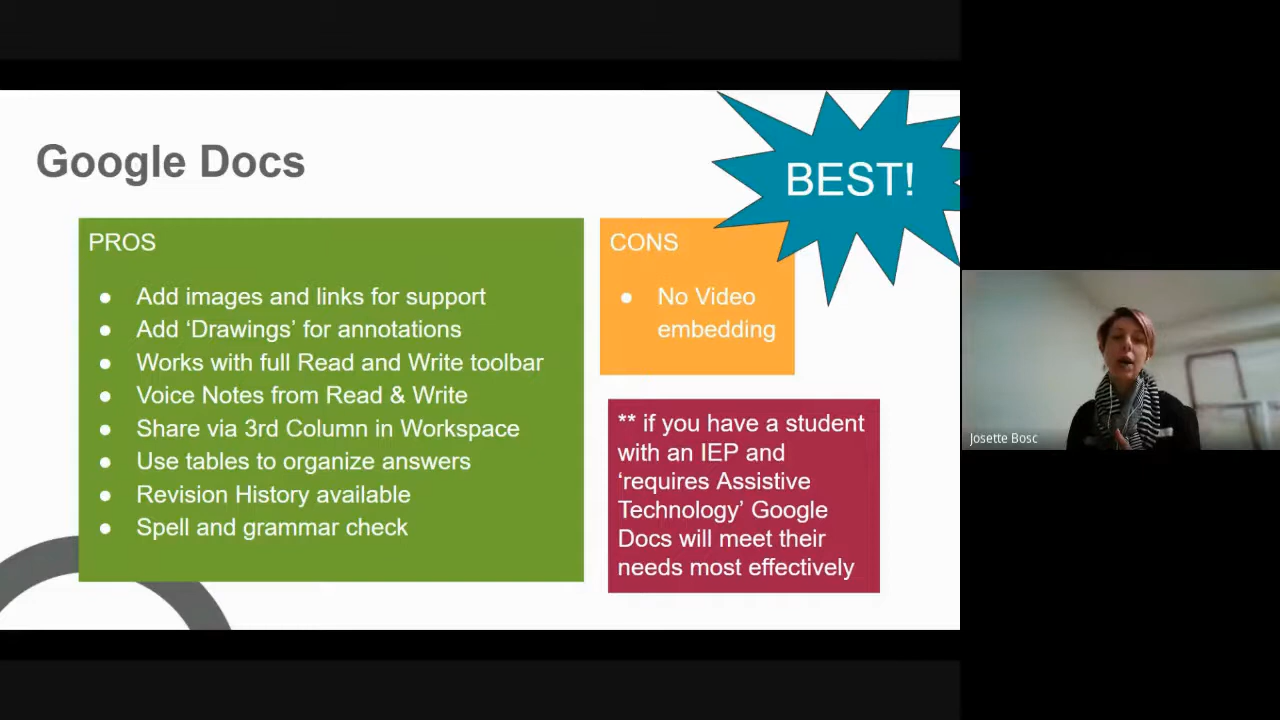 Google Docs
BEST!
PROS
● Add images and links for support
● Add ‘Drawings’ for annotations
● Works with full Read and Write toolbar
● Voice Notes from Read & Write
● Share via 3rd Column in Workspace
● Use tables to organize answers
● Revision History available
● Spell and grammar check
CONS
● No Video
embedding
** if you have a student
with an IEP and
‘requires Assistive
Technology’ Google
Docs will meet their
needs most effectively
Josette Bosc